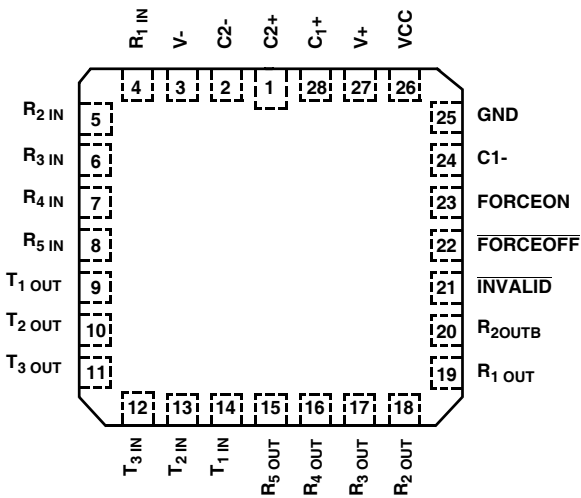 R1 IN
V-
C2-
C2+
C1+
V+
VCC
4
3
2
1
28
27
26
R2 IN
5
25
GND
R3 IN
6
24
C1-
R4 IN
7
23
FORCEON
R5 IN
8
22
FORCEOFF
T1 OUT
9
21
INVALID
T2 OUT
10
20
R2OUTB
T3 OUT
11
19
R1 OUT
12
13
14
15
16
17
18
T3 IN
T2 IN
T1 IN
R5 OUT
R4 OUT
R3 OUT
R2 OUT